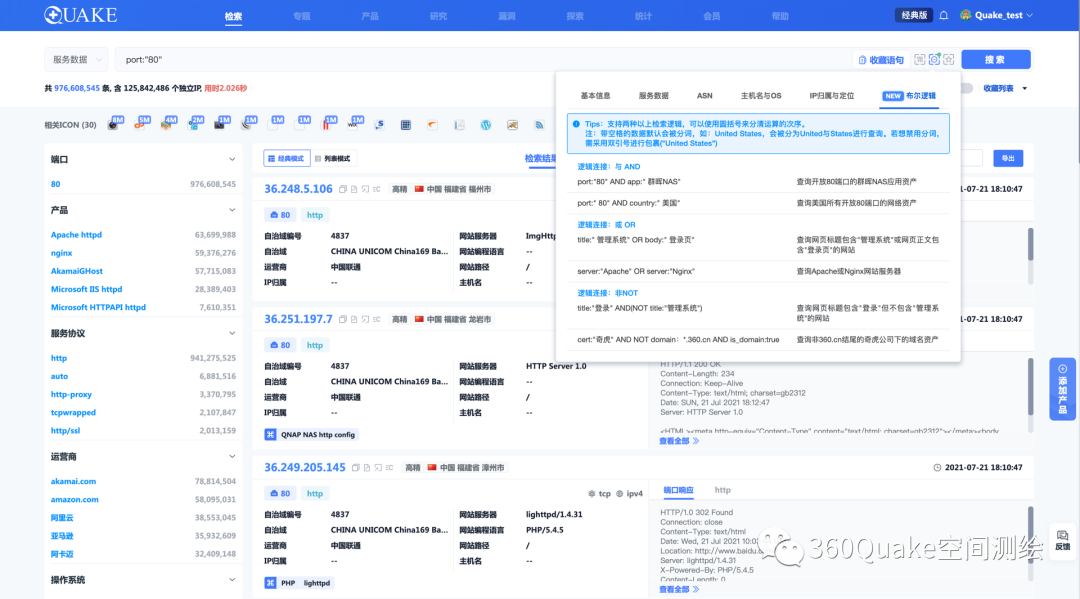 QUAKE 检索 专题 产品 研究 漏洞 探索 统计 会员 帮助 经典版 Quake_test
服务数据 port:"80" 收藏语句 搜索
共 976,608,545 条, 含 125,842,486 个独立IP, 用时2.026秒 收藏列表
相关ICON (30) 8M 5M 4M 2M 1M 1M 1M 1M 1M 1M
经典模式 列表模式 检索结果 导出
端口
80 976,608,545
产品
Apache httpd 63,699,988
nginx 59,376,276
AkamaiGHost 57,715,083
Microsoft IIS httpd 28,389,403
Microsoft HTTPAPI httpd 7,610,351
服务协议
http 941,275,525
auto 6,881,516
http-proxy 3,370,795
tcpwrapped 2,107,847
http/ssl 2,013,159
运营商
akamai.com 78,814,504
amazon.com 58,095,031
阿里云 38,553,045
亚马逊 35,932,609
阿卡迈 32,409,148
操作系统
基本信息 服务数据 ASN 主机名与OS IP归属与定位 NEW 布尔逻辑
Tips：支持两种以上检索逻辑，可以使用圆括号来分清运算的次序。
注：带空格的数据默认会被分词，如：United States，会被分为United与States进行查询。若想禁用分词，
需采用双引号进行包裹("United States")
逻辑连接：与 AND
port:"80" AND app:" 群晖NAS" 查询开放80端口的群晖NAS应用资产
port:" 80" AND country:" 美国" 查询美国所有开放80端口的网络资产
逻辑连接：或 OR
title:" 管理系统" OR body:" 登录页" 查询网页标题包含"管理系统"或网页正文包
含"登录页"的网站
server:"Apache" OR server:"Nginx" 查询Apache或Nginx网站服务器
逻辑连接：非NOT
title:"登录" AND(NOT title:"管理系统") 查询网页标题包含"登录"但不包含"管理系
统"的网站
cert:"奇虎" AND NOT domain：*.360.cn AND is_domain:true 查询非360.cn结尾的奇虎公司下的域名资产
36.248.5.106 高精 中国 福建省 福州市 1-07-21 18:10:47
80 http
自治域编号 4837 网站服务器 ImgHttp
自治域 CHINA UNICOM China169 Ba... 网站编程语言 --
运营商 中国联通 网站路径 /
IP归属 -- 主机名 --
36.251.197.7 高精 中国 福建省 龙岩市 1-07-21 18:10:47
80 http
自治域编号 4837 网站服务器 HTTP Server 1.0
自治域 CHINA UNICOM China169 Ba... 网站编程语言 --
运营商 中国联通 网站路径 /
IP归属 -- 主机名 --
QNAP NAS http config
HTTP/1.1 200 OK
Content-Length: 234
Connection: Keep-Alive
Content-Type: text/html; charset=gb2312
Date: SUN, 21 Jul 2021 18:12:47
Server: HTTP Server 1.0
<HTML><meta http-equiv="Content-Type" content="text/html; charset=gb2312"></meta><body
查看全部
36.249.205.145 高精 中国 福建省 漳州市 2021-07-21 18:10:47
80 http tcp ipv4
自治域编号 4837 网站服务器 lighttpd/1.4.31
自治域 CHINA UNICOM China169 Ba... 网站编程语言 PHP/5.4.5
运营商 中国联通 网站路径 /
IP归属 -- 主机名 --
PHP lighttpd
端口响应 http
HTTP/1.0 302 Found
Connection: close
Content-Type: text/html
Date: Wed, 21 Jul 2021 10:0
Location: http://www.baidu.
Server: lighttpd/1.4.31
X-Powered-By: PHP/5.4.5
Content-Length: 0
查看全部
添加产品
反馈
360Quake空间测绘